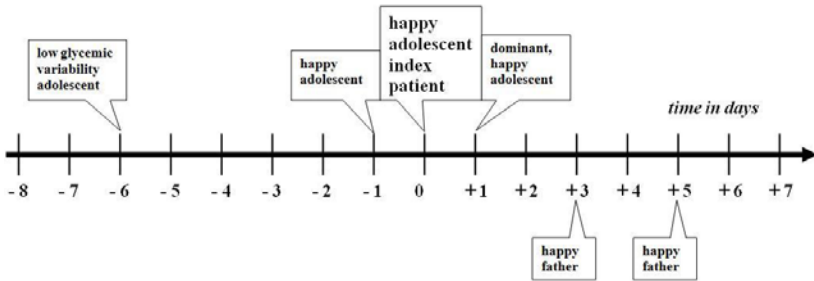 low glycemic
variability
adolescent
happy
adolescent
happy
adolescent
index
patient
dominant,
happy
adolescent
time in days
- 8 - 7 - 6 - 5 - 4 - 3 - 2 - 1 0 +1 +2 +3 +4 +5 +6 +7
happy
father
happy
father